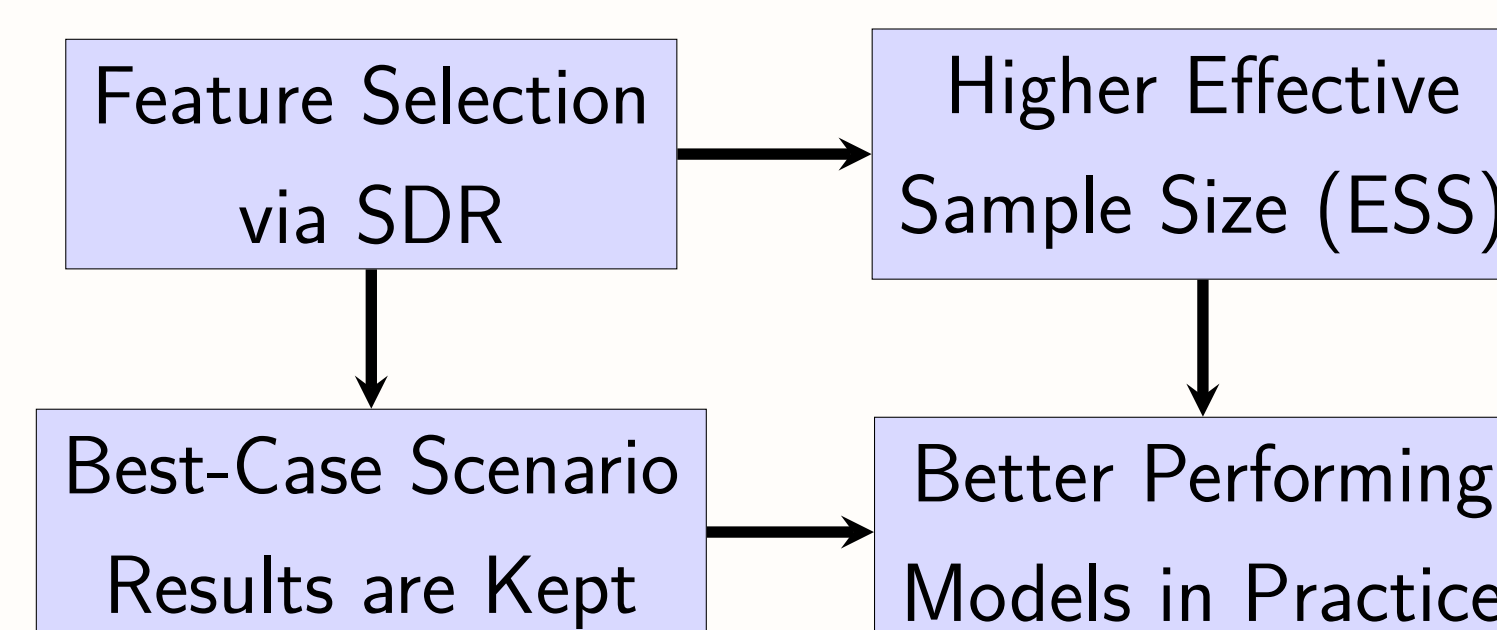 Feature Selection
via SDR
Higher Effective
Sample Size (ESS)
Best-Case Scenario
Results are Kept
Better Performing
Models in Practice